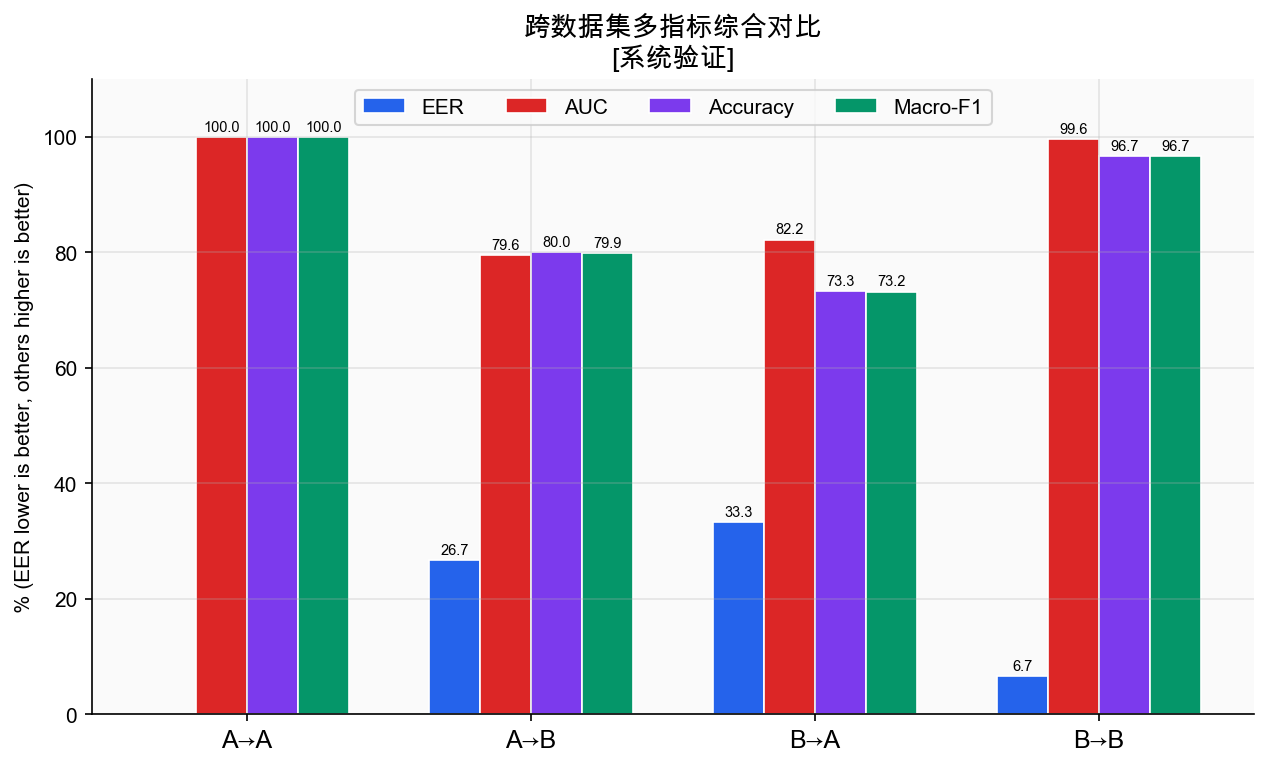 跨数据集多指标综合对比
[系统验证]
EER AUC Accuracy Macro-F1
% (EER lower is better, others higher is better)
100
80
60
40
20
0
100.0 100.0 100.0
26.7 79.6 80.0 79.9
33.3 82.2 73.3 73.2
6.7 99.6 96.7 96.7
A→A A→B B→A B→B